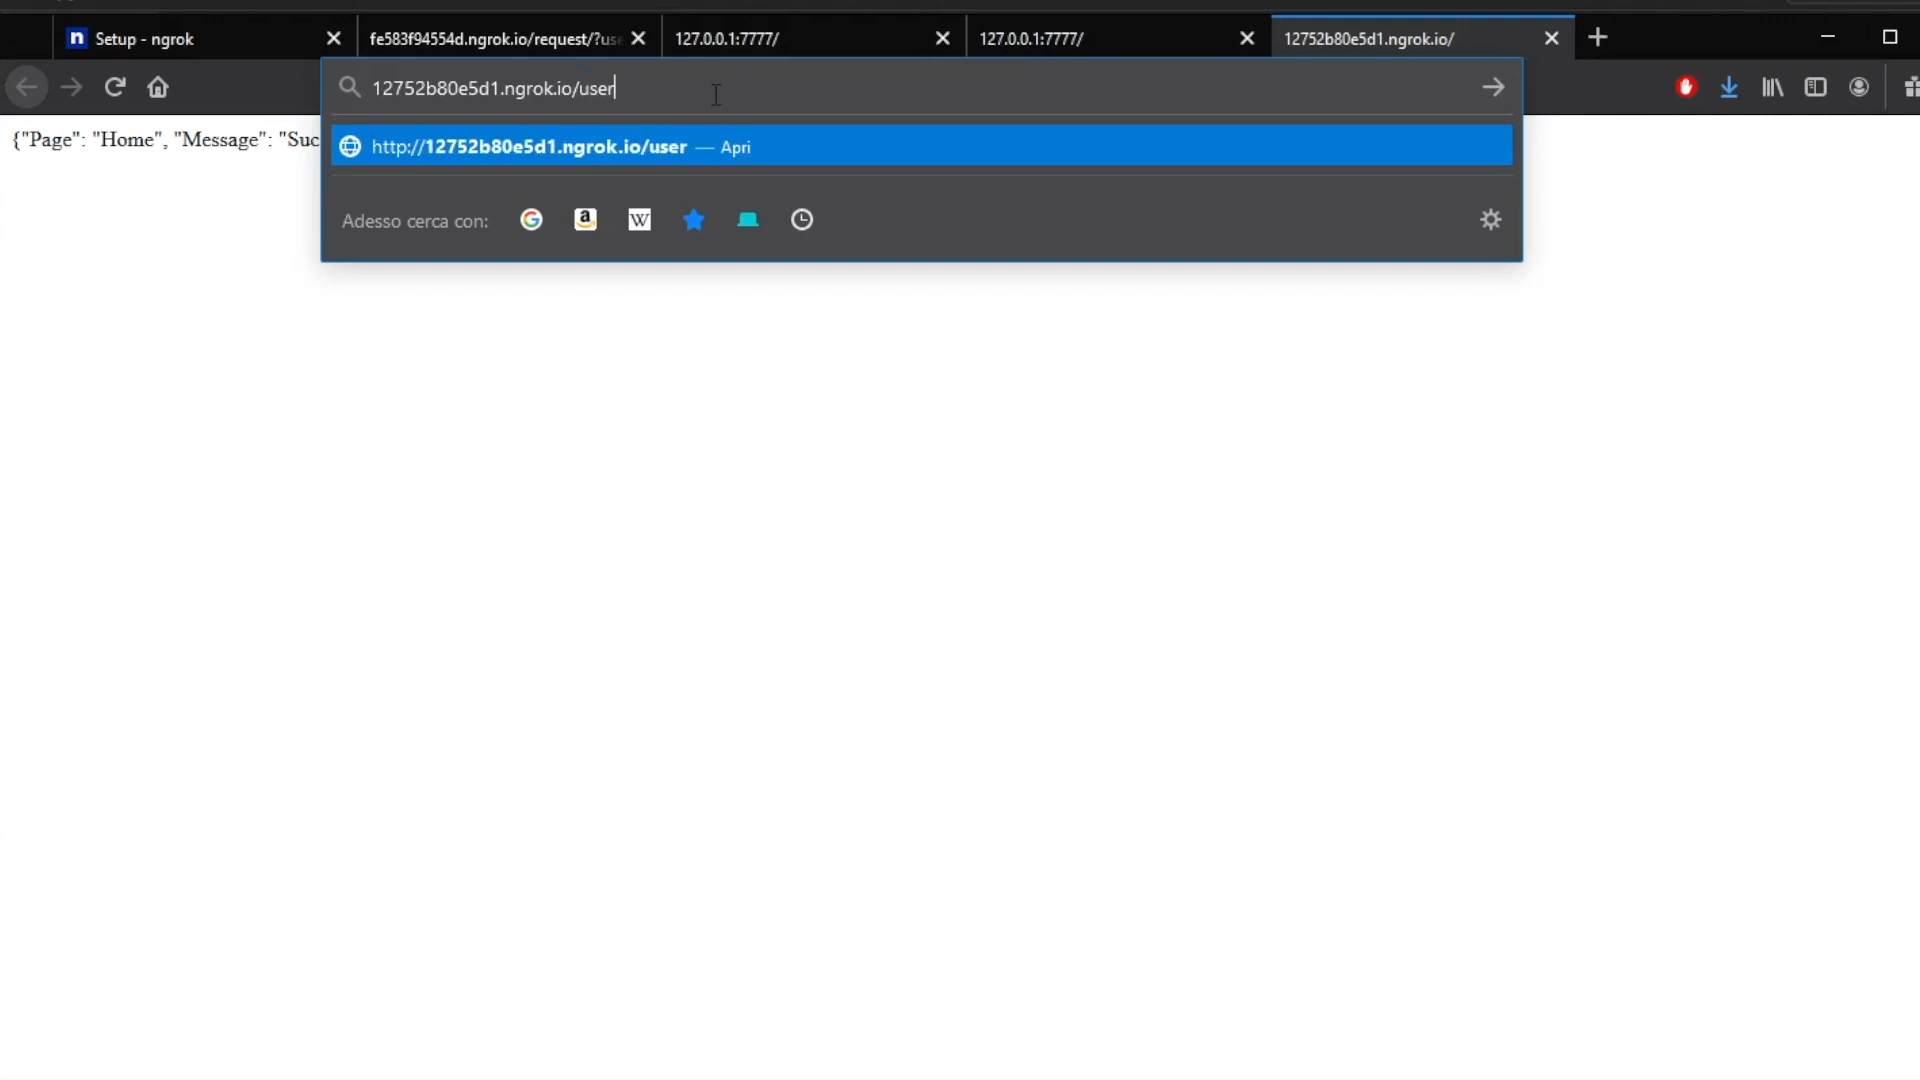 Setup - ngrok
fe583f94554d.ngrok.io/request/?use
127.0.0.1:7777/
127.0.0.1:7777/
12752b80e5d1.ngrok.io/
12752b80e5d1.ngrok.io/user
{"Page": "Home", "Message": "Suc
http://12752b80e5d1.ngrok.io/user — Apri
Adesso cerca con: